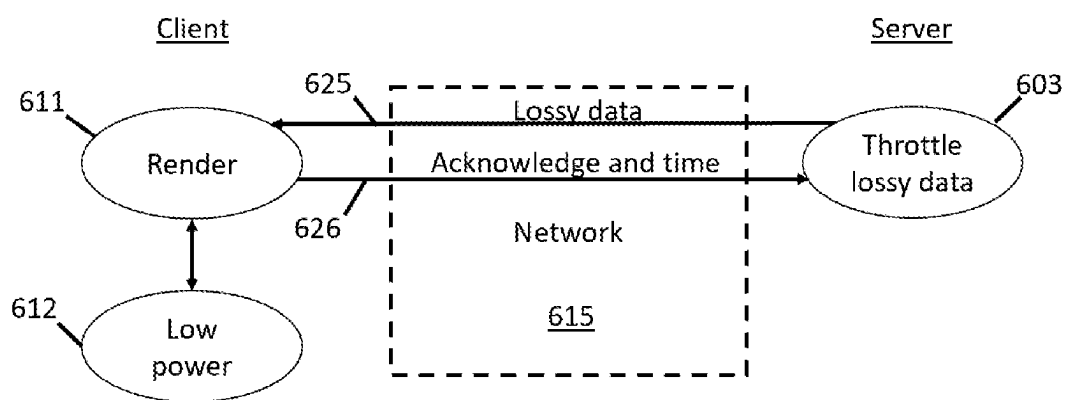 Client
Server
625
611
Lossy data
603
Render
Acknowledge and time
Throttle
lossy data
626
Network
612
Low
power
615